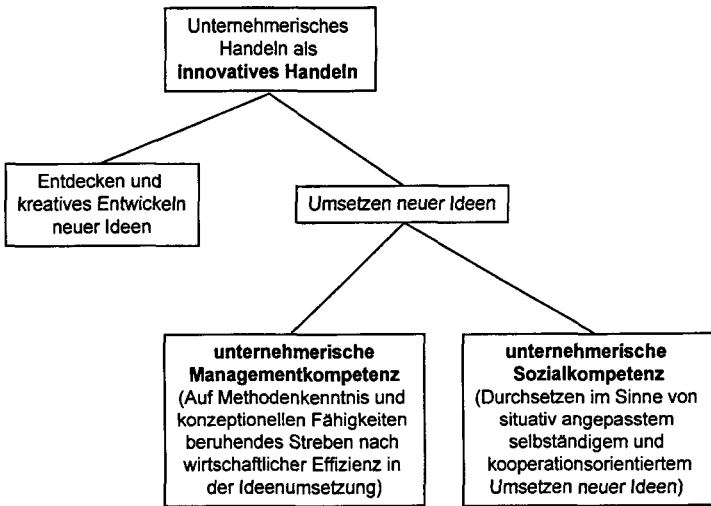 Unternehmerisches
Handeln als
innovatives Handeln
Entdecken und
kreatives Entwickeln
neuer Ideen
Umsetzen neuer Ideen
unternehmerische
Managementkompetenz
(Auf Methodenkenntnis und
konzeptionellen Fähigkeiten
beruhendes Streben nach
wirtschaftlicher Effizienz in
der Ideenumsetzung)
unternehmerische
Sozialkompetenz
(Durchsetzen im Sinne von
situativ angepasstem
selbständigem und
kooperationsorientiertem
Umsetzen neuer Ideen)